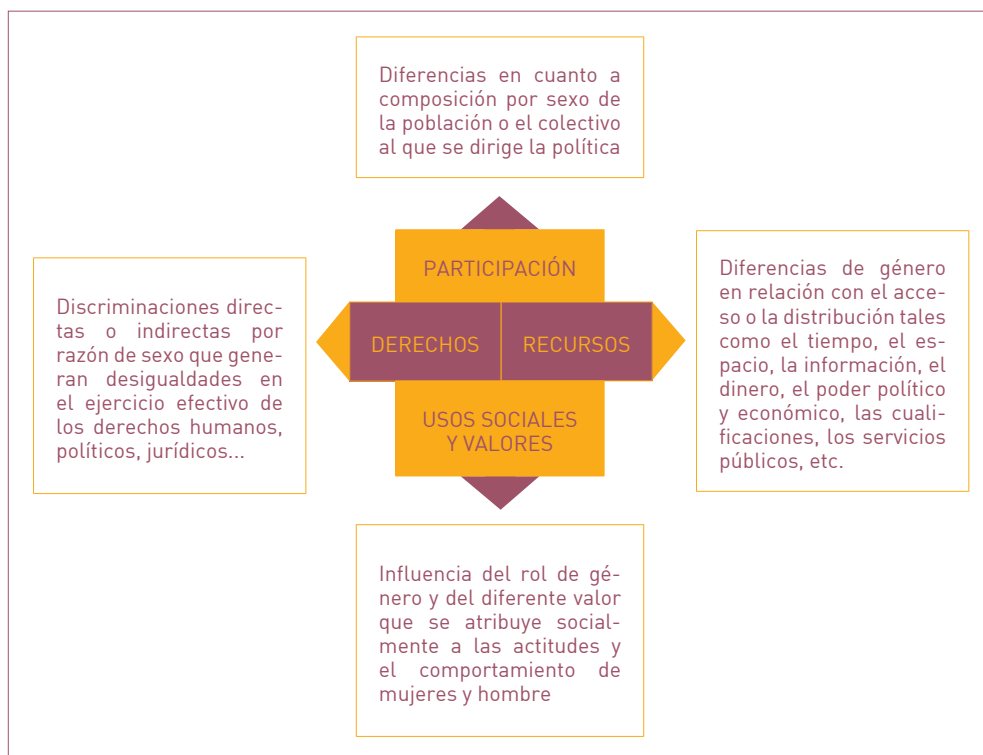 Diferencias en cuanto a
composición por sexo de
la población o el colectivo
al que se dirige la política
PARTICIPACIÓN
Discriminaciones direc-
tas o indirectas por
razón de sexo que gene-
ran desigualdades en
el ejercicio efectivo de
los derechos humanos,
políticos, jurídicos...
DERECHOS
RECURSOS
Diferencias de género
en relación con el acce-
so o la distribución tales
como el tiempo, el es-
pacio, la información, el
dinero, el poder político
y económico, las cuali-
ficaciones, los servicios
públicos, etc.
USOS SOCIALES
Y VALORES
Influencia del rol de gé-
nero y del diferente valor
que se atribuye social-
mente a las actitudes y
el comportamiento de
mujeres y hombre